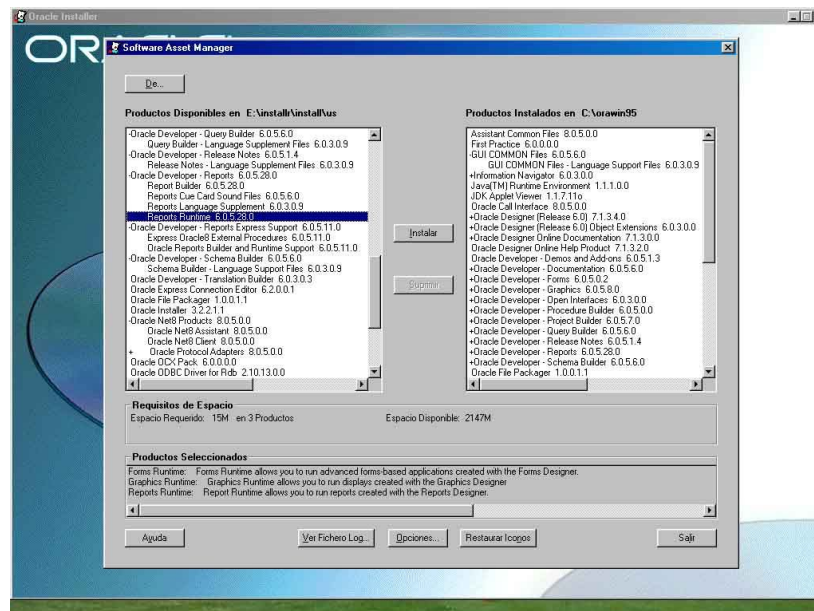 Oracle Installer
OR
Software Asset Manager
De...
Productos Disponibles en E:\installr\install\us
-Oracle Developer - Query Builder 6.0.5.6.0
Query Builder - Language Supplement Files 6.0.3.0.9
-Oracle Developer - Release Notes 6.0.5.1.4
Release Notes - Language Supplement Files 6.0.3.0.9
-Oracle Developer - Reports 6.0.5.28.0
Report Builder 6.0.5.28.0
Reports Cue Card Sound Files 6.0.5.6.0
Reports Language Supplement 6.0.3.0.9
Reports Runtime 6.0.5.28.0
-Oracle Developer - Reports Express Support 6.0.5.11.0
Express Oracle8 External Procedures 6.0.5.11.0
Oracle Reports Builder and Runtime Support 6.0.5.11.0
-Oracle Developer - Schema Builder 6.0.5.6.0
Schema Builder - Language Support Files 6.0.3.0.9
Oracle Developer - Translation Builder 6.0.3.0.3
Oracle Express Connection Editor 6.2.0.0.1
Oracle File Packager 1.0.0.1.1
Oracle Installer 3.2.2.1.1
-Oracle Net8 Products 8.0.5.0.0
Oracle Net8 Assistant 8.0.5.0.0
Oracle Net8 Client 8.0.5.0.0
+ Oracle Protocol Adapters 8.0.5.0.0
Oracle OCX Pack 6.0.0.0.0
Oracle ODBC Driver for Rdb 2.10.13.0.0
Instalar
Suprimir
Productos Instalados en C:\orawin95
Assistant Common Files 8.0.5.0.0
First Practice 6.0.0.0.0
-GUI COMMON Files 6.0.5.6.0
GUI COMMON Files - Language Support Files 6.0.3.0.9
+Information Navigator 6.0.3.0.0
Java(TM) Runtime Environment 1.1.1.0.0
JDK Applet Viewer 1.1.7.11o
Oracle Call Interface 8.0.5.0.0
+Oracle Designer (Release 6.0) 7.1.3.4.0
+Oracle Designer (Release 6.0) Object Extensions 6.0.3.0.0
+Oracle Designer Online Documentation 7.1.3.0.0
Oracle Designer Online Help Product 7.1.3.2.0
Oracle Developer - Demos and Add-ons 6.0.5.1.3
+Oracle Developer - Documentation 6.0.5.6.0
+Oracle Developer - Forms 6.0.5.0.2
+Oracle Developer - Graphics 6.0.5.8.0
+Oracle Developer - Open Interfaces 6.0.3.0.0
+Oracle Developer - Procedure Builder 6.0.5.0.0
+Oracle Developer - Project Builder 6.0.5.7.0
+Oracle Developer - Query Builder 6.0.5.6.0
+Oracle Developer - Release Notes 6.0.5.1.4
+Oracle Developer - Reports 6.0.5.28.0
+Oracle Developer - Schema Builder 6.0.5.6.0
Oracle File Packager 1.0.0.1.1
Requisitos de Espacio
Espacio Requerido: 15M en 3 Productos Espacio Disponible: 2147M
Productos Seleccionados
Forms Runtime: Forms Runtime allows you to run advanced forms-based applications created with the Forms Designer.
Graphics Runtime: Graphics Runtime allows you to run displays created with the Graphics Designer
Reports Runtime: Report Runtime allows you to run reports created with the Reports Designer.
Ayuda Ver Fichero Log... Opciones... Restaurar Iconos Salir